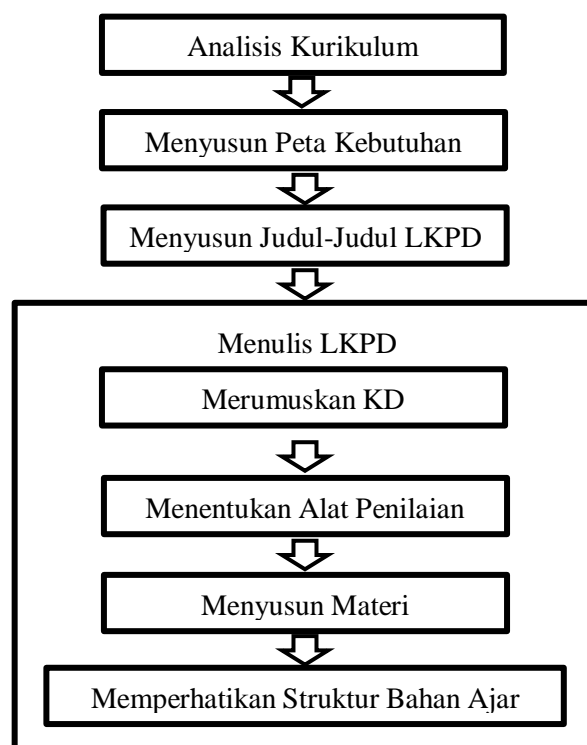 Analisis Kurikulum
Menyusun Peta Kebutuhan
Menyusun Judul-Judul LKPD
Menulis LKPD
Merumuskan KD
Menentukan Alat Penilaian
Menyusun Materi
Memperhatikan Struktur Bahan Ajar